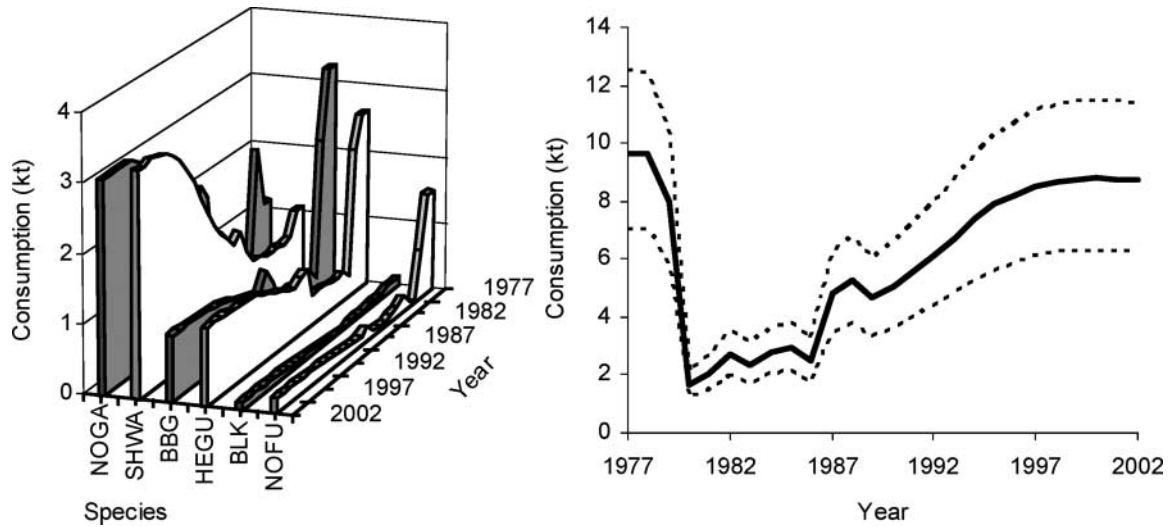 4
3
2
1
0
Consumption (kt)
NOGA
SHWA
BBG
HEGU
BLK
NOFU
Species
1977
1982
1987
1992
1997
2002
Year
14
12
10
8
6
4
2
0
Consumption (kt)
1977 1982 1987 1992 1997 2002
Year